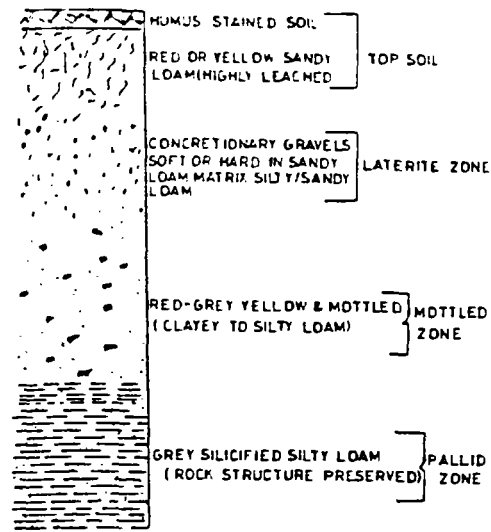 HUMUS STAINED SOIL
RED OR YELLOW SANDY
LOAM(HIGHLY LEACHED
TOP SOIL
CONCRETIONARY GRAVELS
SOFT OR HARD IN SANDY
LOAM MATRIX SILTY/SANDY
LOAM
LATERITE ZONE
RED-GREY YELLOW & MOTTLED
(CLAYEY TO SILTY LOAM)
MOTTLED
ZONE
GREY SILICIFIED SILTY LOAM
(ROCK STRUCTURE PRESERVED)
PALLID
ZONE